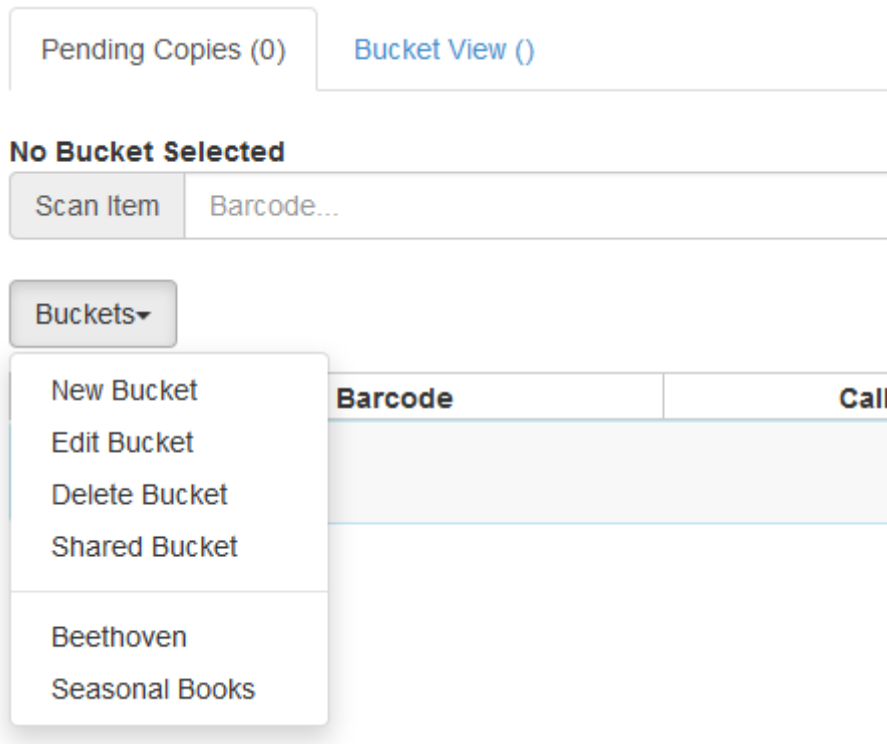 Pending Copies (0) Bucket View ()
No Bucket Selected
Scan Item Barcode...
Buckets
New Bucket
Barcode
Edit Bucket
Delete Bucket
Shared Bucket
Beethoven
Seasonal Books